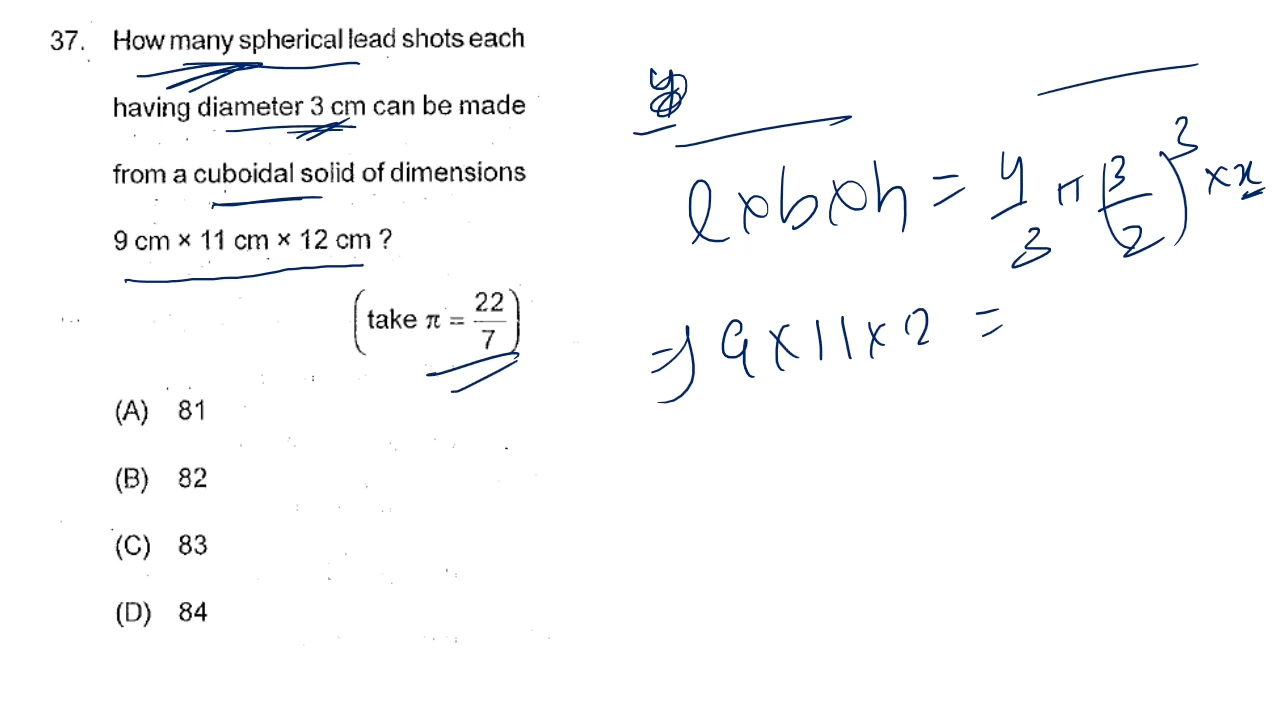 37. How many spherical lead shots each
having diameter 3 cm can be made
from a cuboidal solid of dimensions
9 cm × 11 cm × 12 cm ?
(take π = 22/7)
(A) 81
(B) 82
(C) 83
(D) 84
l×b×h = 4/3 π (3/2)³ × x
⇒ 9×11×2 =